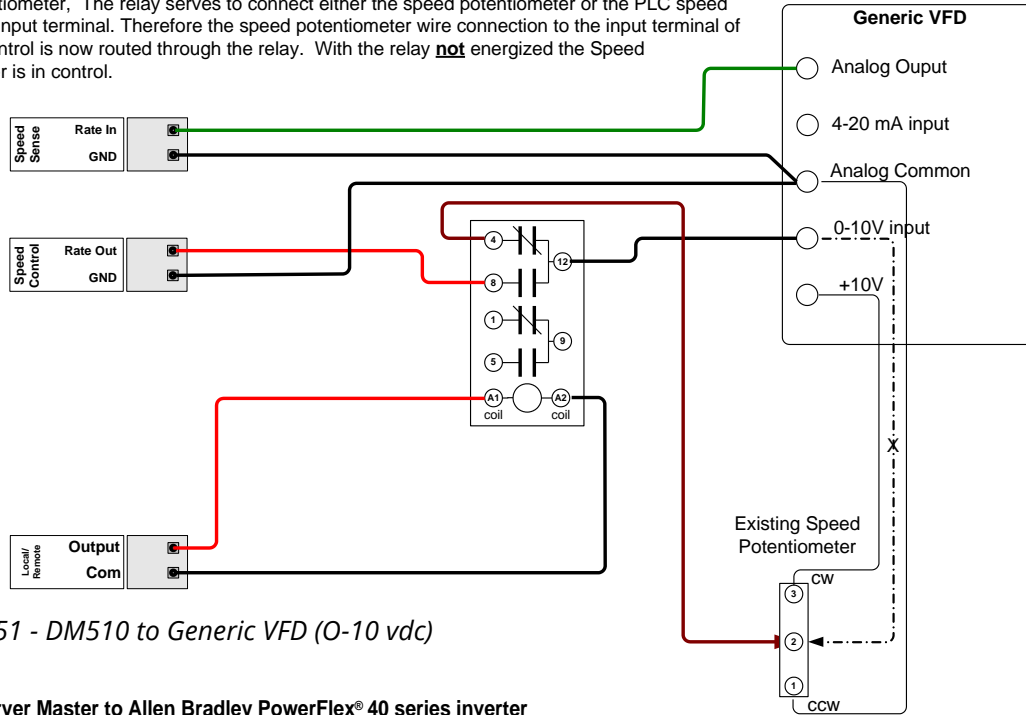 tiometer, The relay serves to connect either the speed potentiometer or the PLC speed
input terminal. Therefore the speed potentiometer wire connection to the input terminal of
ntrol is now routed through the relay. With the relay not energized the Speed
r is in control.
Generic VFD
Analog Ouput
4-20 mA input
Analog Common
0-10V input
+10V
Speed Sense
Rate In
GND
Speed Control
Rate Out
GND
4
12
8
1
9
5
A1
A2
coil
coil
X
Local/
Remote
Output
Com
Existing Speed
Potentiometer
CW
3
2
1
CCW
51 - DM510 to Generic VFD (O-10 vdc)
ryer Master to Allen Bradley PowerFlex® 40 series inverter